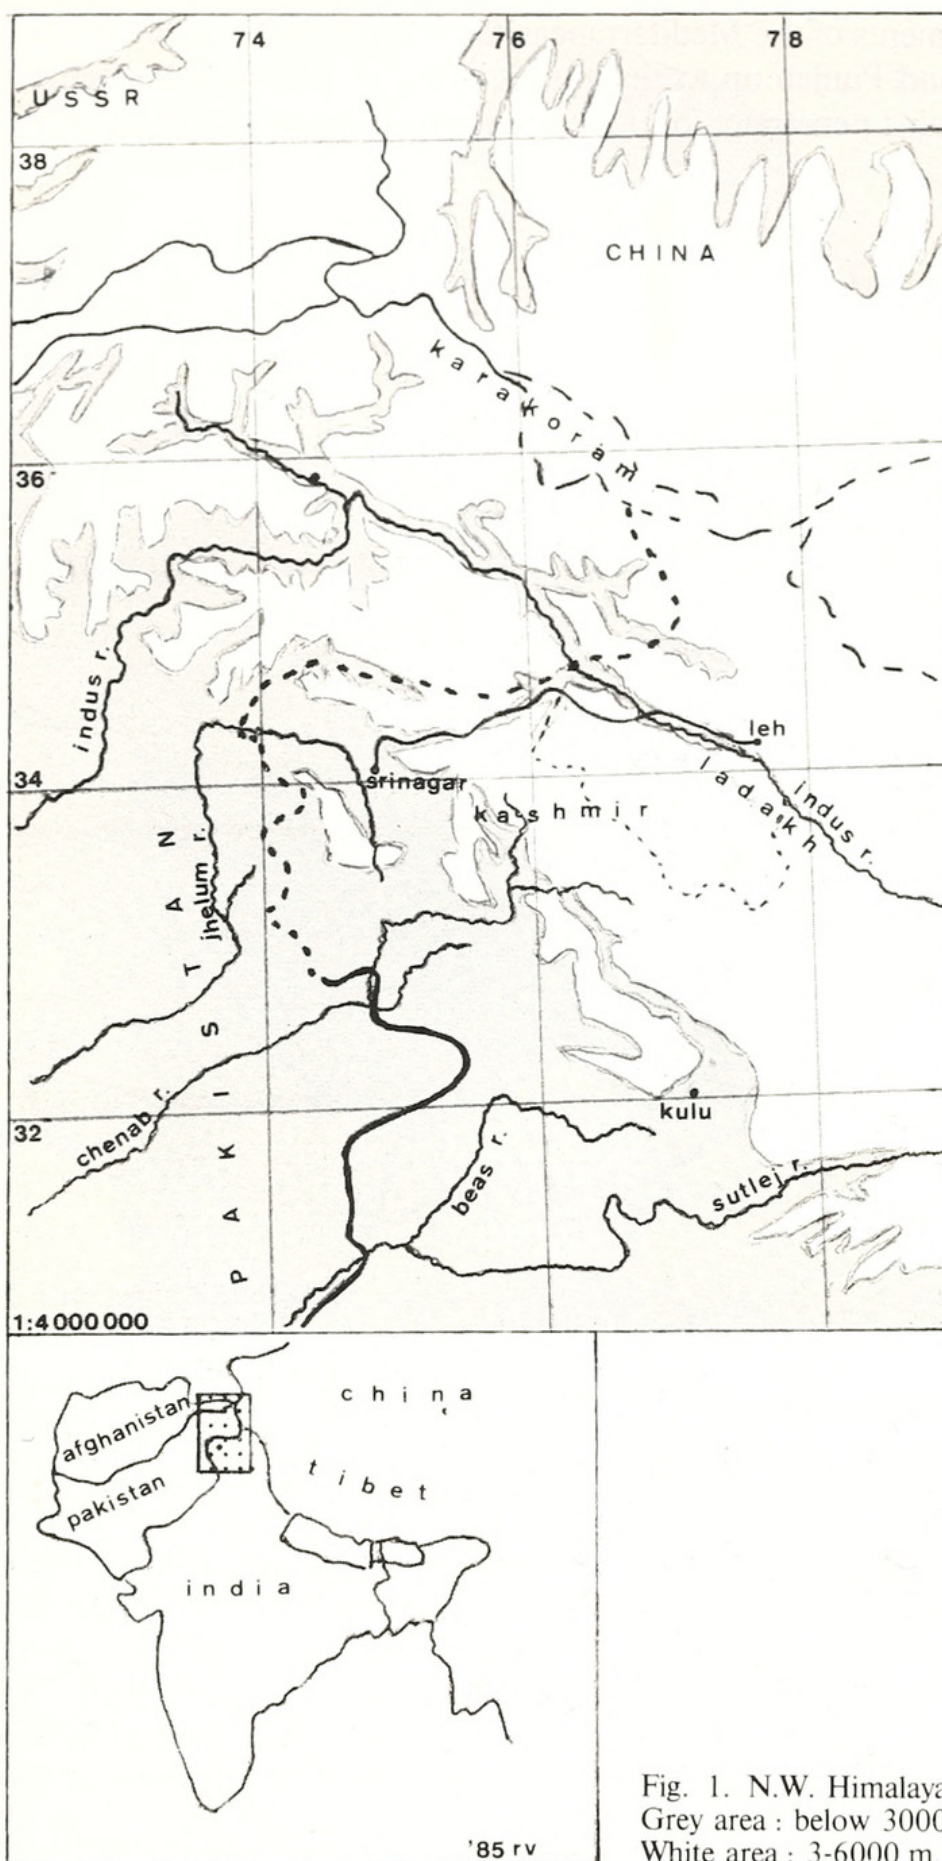 74 76 78
USSR
38
CHINA
karakoram
36
indus r.
leh
34
srinagar
ladakh
indus r.
kashmir
jhelum r.
PAKISTAN
chenab r.
32
kulu
beas r.
sutlej r.
1:4000000
china
afghanistan
tibet
pakistan
india
'85 rv
Fig. 1. N.W. Himalaya
Grey area : below 3000
White area : 3-6000 m